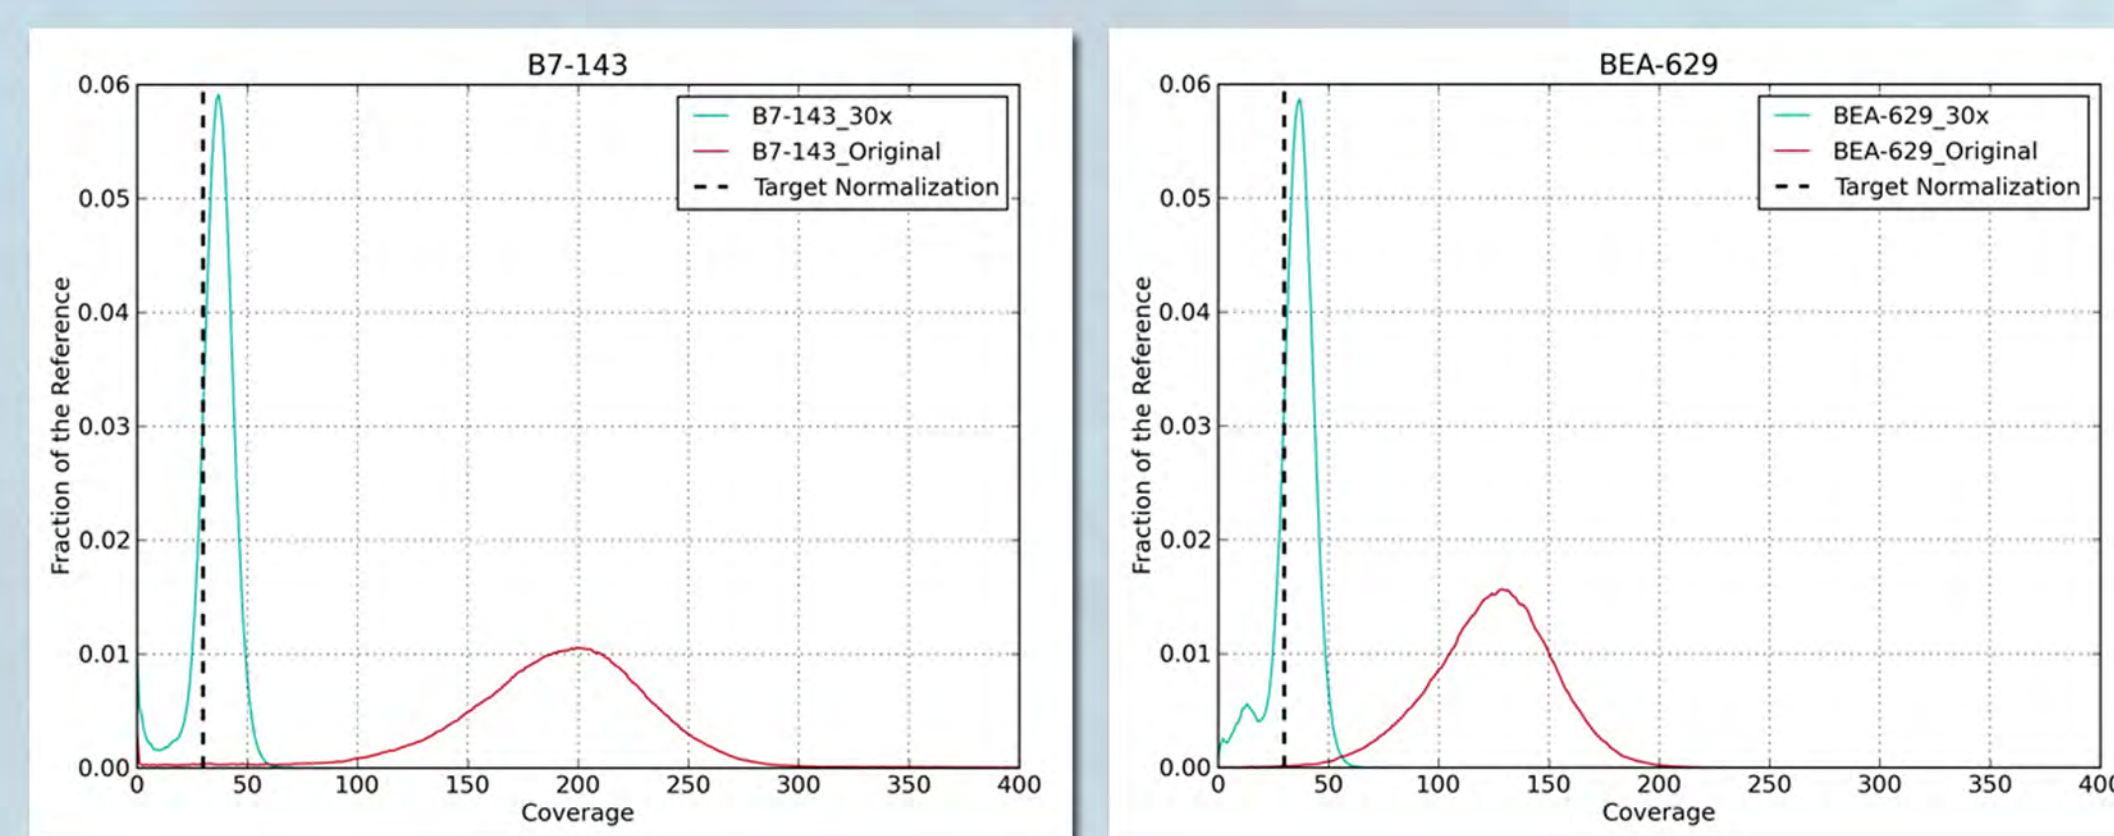 B7-143
0.06
0.05
0.04
0.03
0.02
0.01
0.00
Fraction of the Reference
B7-143_30x
B7-143_Original
Target Normalization
0 50 100 150 200 250 300 350 400
Coverage
BEA-629
0.06
0.05
0.04
0.03
0.02
0.01
0.00
Fraction of the Reference
BEA-629_30x
BEA-629_Original
Target Normalization
0 50 100 150 200 250 300 350 400
Coverage